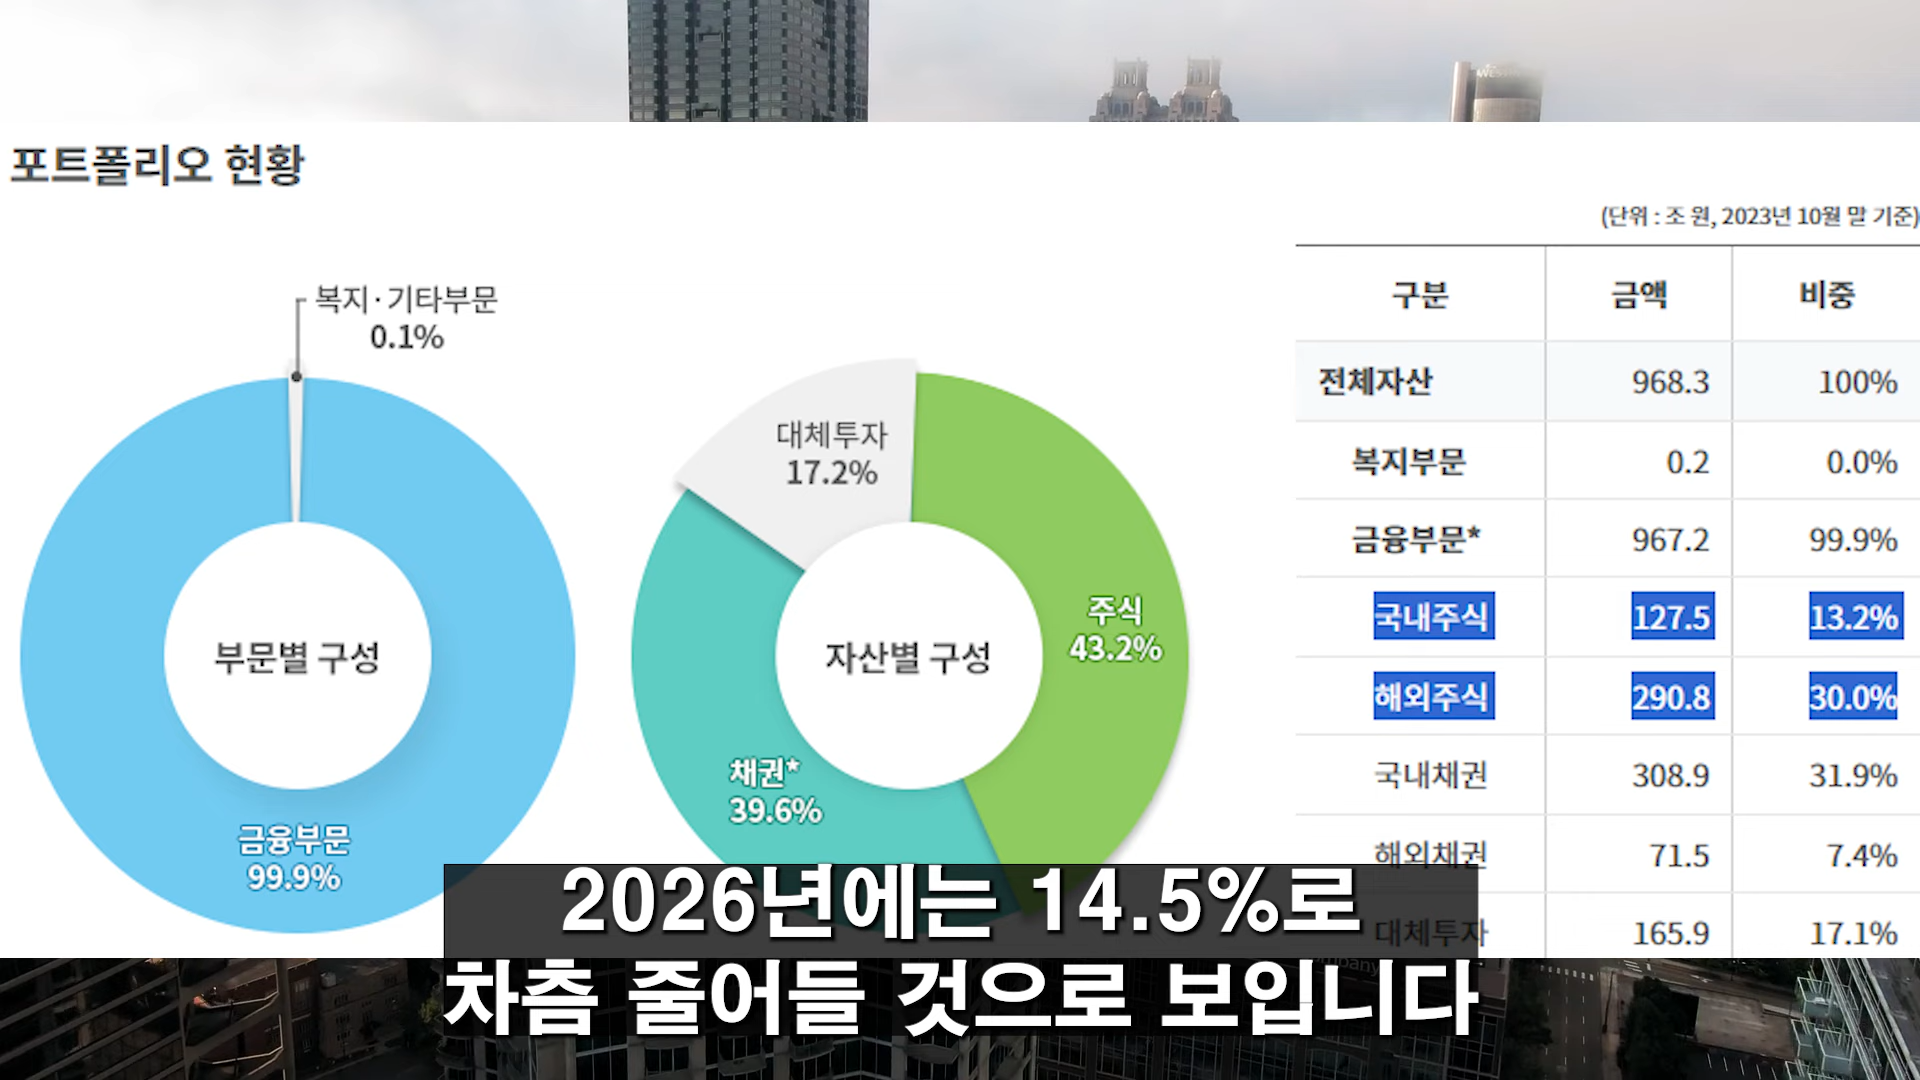 포트폴리오 현황
(단위 : 조 원, 2023년 10월 말 기준)
복지·기타부문
0.1%
부문별 구성
금융부문
99.9%
대체투자
17.2%
주식
43.2%
자산별 구성
채권*
39.6%
구분 금액 비중
전체자산 968.3 100%
복지부문 0.2 0.0%
금융부문* 967.2 99.9%
국내주식 127.5 13.2%
해외주식 290.8 30.0%
국내채권 308.9 31.9%
해외채권 71.5 7.4%
대체투자 165.9 17.1%
2026년에는 14.5%로
차츰 줄어들 것으로 보입니다